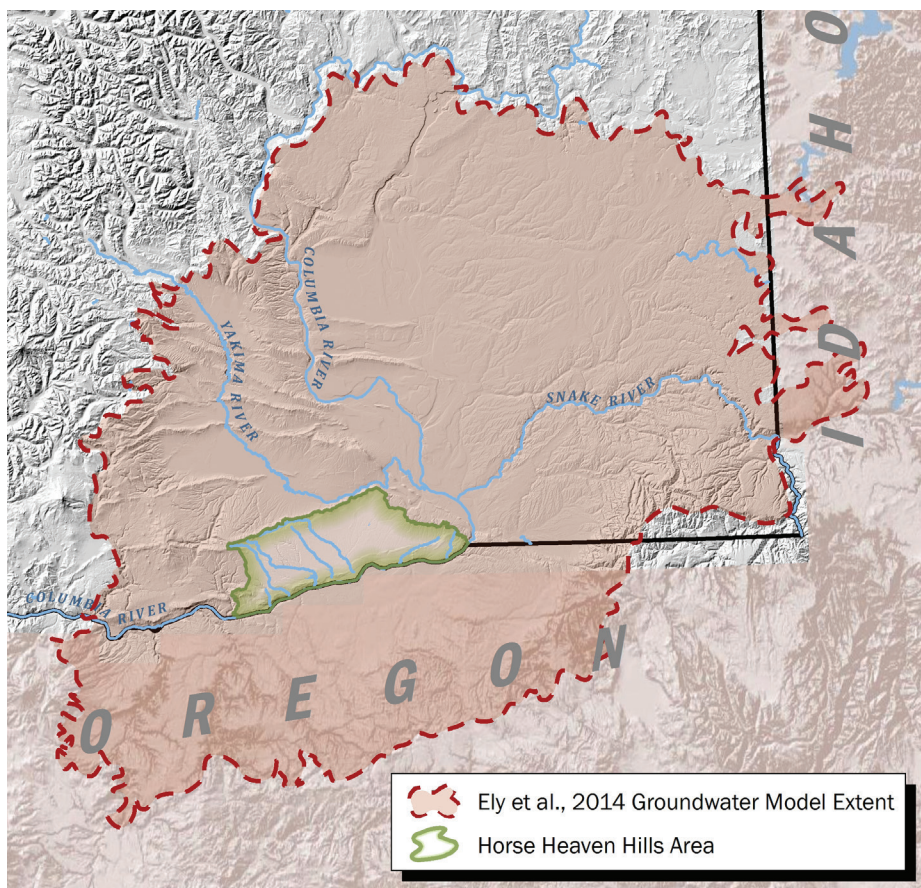 IDAHO
COLUMBIA RIVER
YAKIMA RIVER
SNAKE RIVER
COLUMBIA RIVER
OREGON
Ely et al., 2014 Groundwater Model Extent
Horse Heaven Hills Area